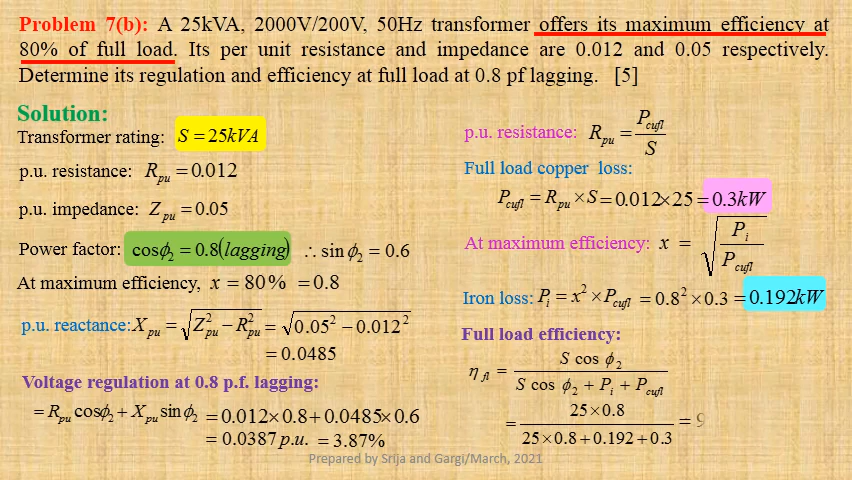 Problem 7(b): A 25kVA, 2000V/200V, 50Hz transformer offers its maximum efficiency at
80% of full load. Its per unit resistance and impedance are 0.012 and 0.05 respectively.
Determine its regulation and efficiency at full load at 0.8 pf lagging. [5]
Solution:
Transformer rating: S = 25kVA
p.u. resistance: R_pu = 0.012
p.u. impedance: Z_pu = 0.05
Power factor: cosϕ₂ = 0.8(lagging) ∴ sin ϕ₂ = 0.6
At maximum efficiency, x = 80% = 0.8
p.u. reactance: X_pu = √(Z²_pu − R²_pu) = √(0.05² − 0.012²)
= 0.0485
Voltage regulation at 0.8 p.f. lagging:
= R_pu cosϕ₂ + X_pu sinϕ₂ = 0.012×0.8 + 0.0485×0.6
= 0.0387 p.u. = 3.87%
p.u. resistance: R_pu = P_cufl / S
Full load copper loss:
P_cufl = R_pu × S = 0.012×25 = 0.3kW
At maximum efficiency: x = √(P_i / P_cufl)
Iron loss: P_i = x² × P_cufl = 0.8² × 0.3 = 0.192kW
Full load efficiency:
η_fl = S cos ϕ₂ / (S cos ϕ₂ + P_i + P_cufl)
= 25×0.8 / (25×0.8 + 0.192 + 0.3) = 9
Prepared by Srija and Gargi/March, 2021